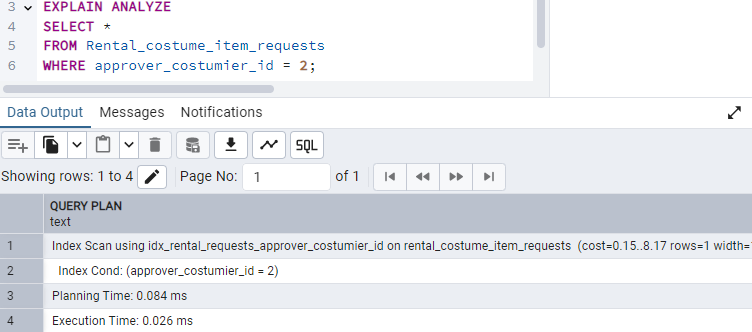 3 EXPLAIN ANALYZE
4 SELECT *
5 FROM Rental_costume_item_requests
6 WHERE approver_costumier_id = 2;
Data Output Messages Notifications
SQL
Showing rows: 1 to 4 Page No: 1 of 1
QUERY PLAN
text
1 Index Scan using idx_rental_requests_approver_costumier_id on rental_costume_item_requests (cost=0.15..8.17 rows=1 width=
2 Index Cond: (approver_costumier_id = 2)
3 Planning Time: 0.084 ms
4 Execution Time: 0.026 ms